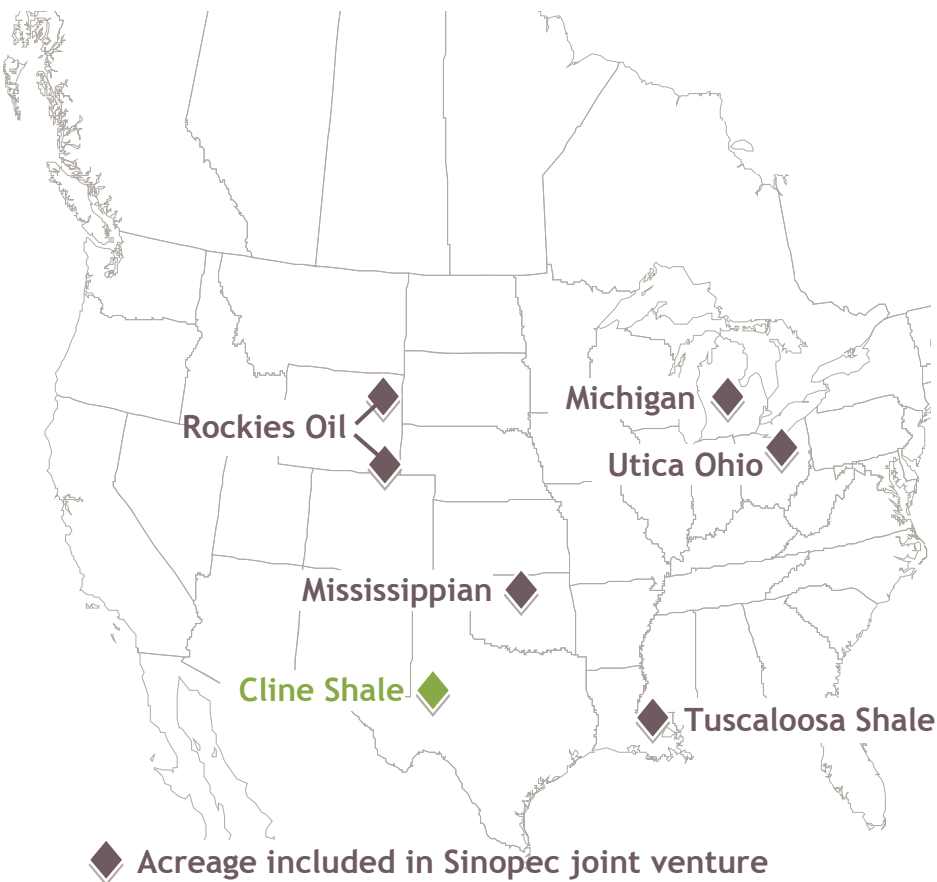 Michigan
Rockies Oil
Utica Ohio
Mississippian
Cline Shale
Tuscaloosa Shale
Acreage included in Sinopec joint venture